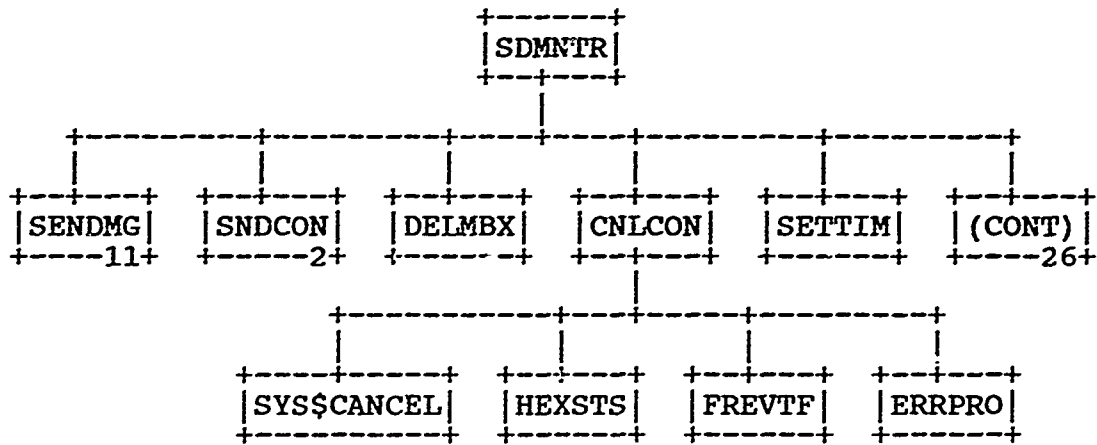 SDMNTR
SENDMG SNDCON DELMBX CNLCON SETTIM (CONT)
11 2 26
SYS$CANCEL HEXSTS FREVTF ERRPRO